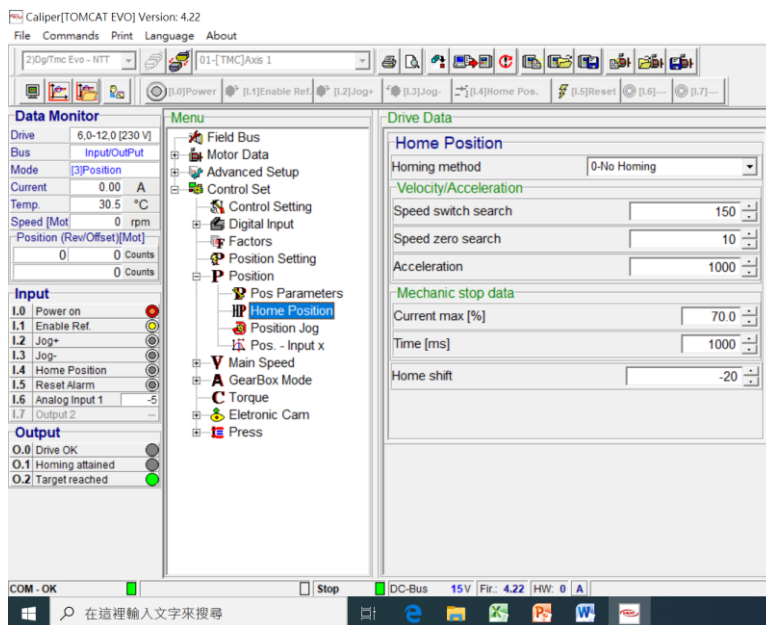 Caliper[TOMCAT EVO] Version: 4.22
File Commands Print Language About
2)Dg/Tmc Evo - NTT
01-[TMC]Axis 1
[I.0]Power
[I.1]Enable Ref.
[I.2]Jog+
[I.3]Jog-
[I.4]Home Pos.
[I.5]Reset
[I.6]---
[I.7]---
Data Monitor
Drive 6,0-12,0 [230 V]
Bus Input/OutPut
Mode [3]Position
Current 0.00 A
Temp. 30.5 °C
Speed [Mot 0 rpm
Position (Rev/Offset)[Mot]
0 0 Counts
0 Counts
Input
I.0 Power on
I.1 Enable Ref.
I.2 Jog+
I.3 Jog-
I.4 Home Position
I.5 Reset Alarm
I.6 Analog Input 1 -5
I.7 Output 2 --
Output
O.0 Drive OK
O.1 Homing attained
O.2 Target reached
Menu
Field Bus
Motor Data
Advanced Setup
Control Set
Control Setting
Digital Input
Factors
Position Setting
P Position
Pos Parameters
HP Home Position
Position Jog
Pos. - Input x
V Main Speed
A GearBox Mode
C Torque
Eletronic Cam
Press
Drive Data
Home Position
Homing method 0-No Homing
Velocity/Acceleration
Speed switch search 150
Speed zero search 10
Acceleration 1000
Mechanic stop data
Current max [%] 70.0
Time [ms] 1000
Home shift -20
COM - OK
Stop
DC-Bus 15 V Fir.: 4.22 HW: 0 A
在這裡輸入文字來搜尋